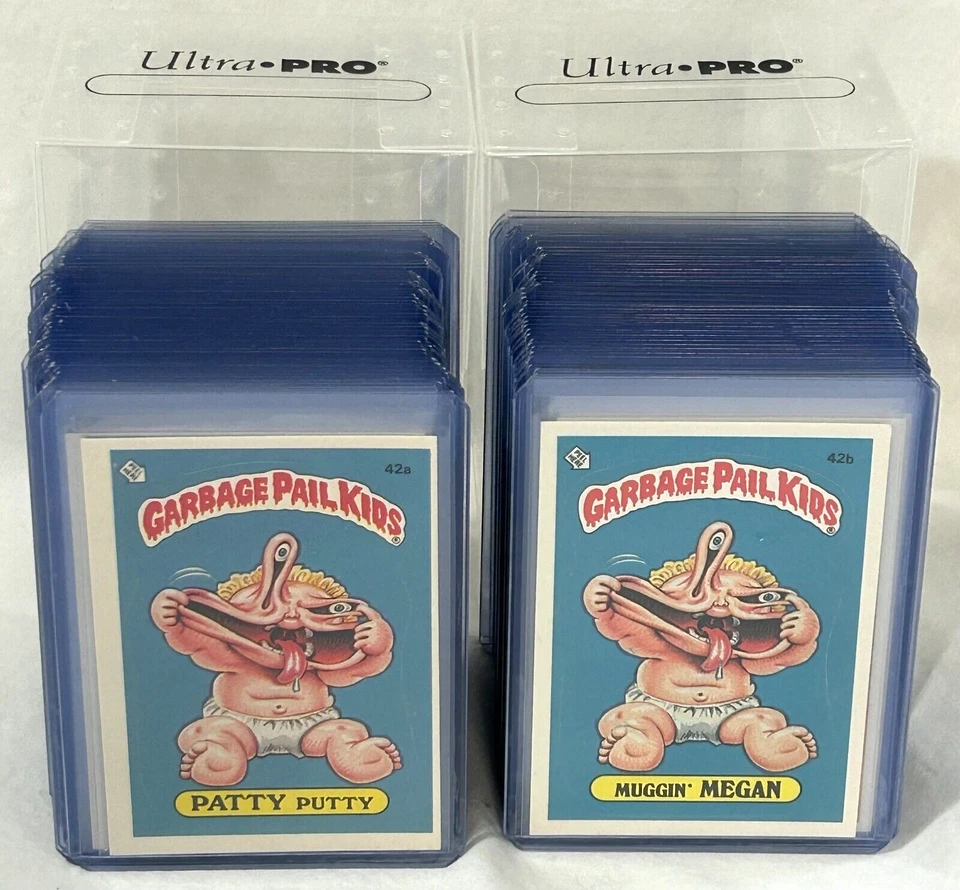 Ultra•PRO®
Ultra•PRO®
42a
GARBAGE PAIL KIDS®
PATTY PUTTY
42b
GARBAGE PAIL KIDS®
MUGGIN' MEGAN